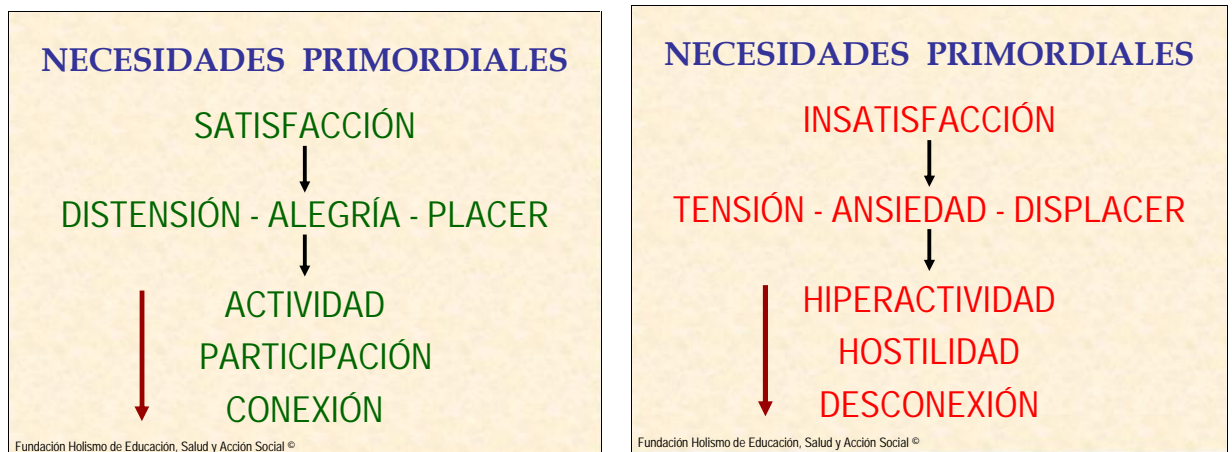 NECESIDADES PRIMORDIALES
SATISFACCIÓN
DISTENSIÓN - ALEGRÍA - PLACER
ACTIVIDAD
PARTICIPACIÓN
CONEXIÓN
Fundación Holismo de Educación, Salud y Acción Social ©
NECESIDADES PRIMORDIALES
INSATISFACCIÓN
TENSIÓN - ANSIEDAD - DISPLACER
HIPERACTIVIDAD
HOSTILIDAD
DESCONEXIÓN
Fundación Holismo de Educación, Salud y Acción Social ©